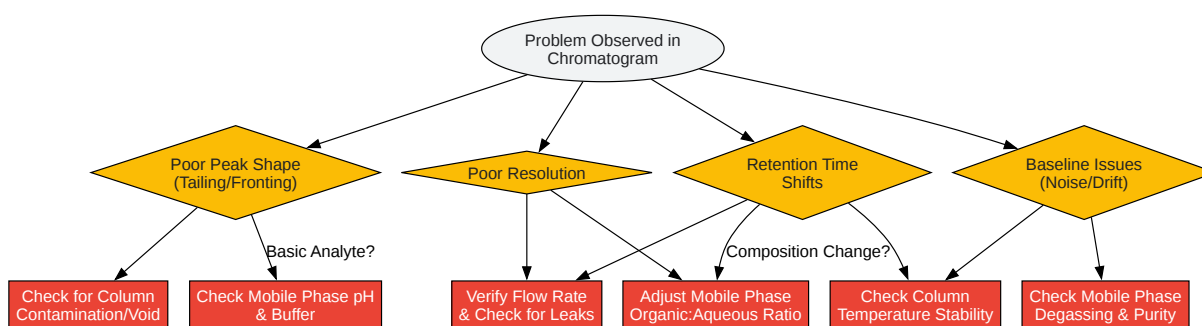 Problem Observed in
Chromatogram
Poor Peak Shape
(Tailing/Fronting)
Poor Resolution
Retention Time
Shifts
Baseline Issues
(Noise/Drift)
Basic Analyte?
Composition Change?
Check for Column
Contamination/Void
Check Mobile Phase pH
& Buffer
Verify Flow Rate
& Check for Leaks
Adjust Mobile Phase
Organic:Aqueous Ratio
Check Column
Temperature Stability
Check Mobile Phase
Degassing & Purity